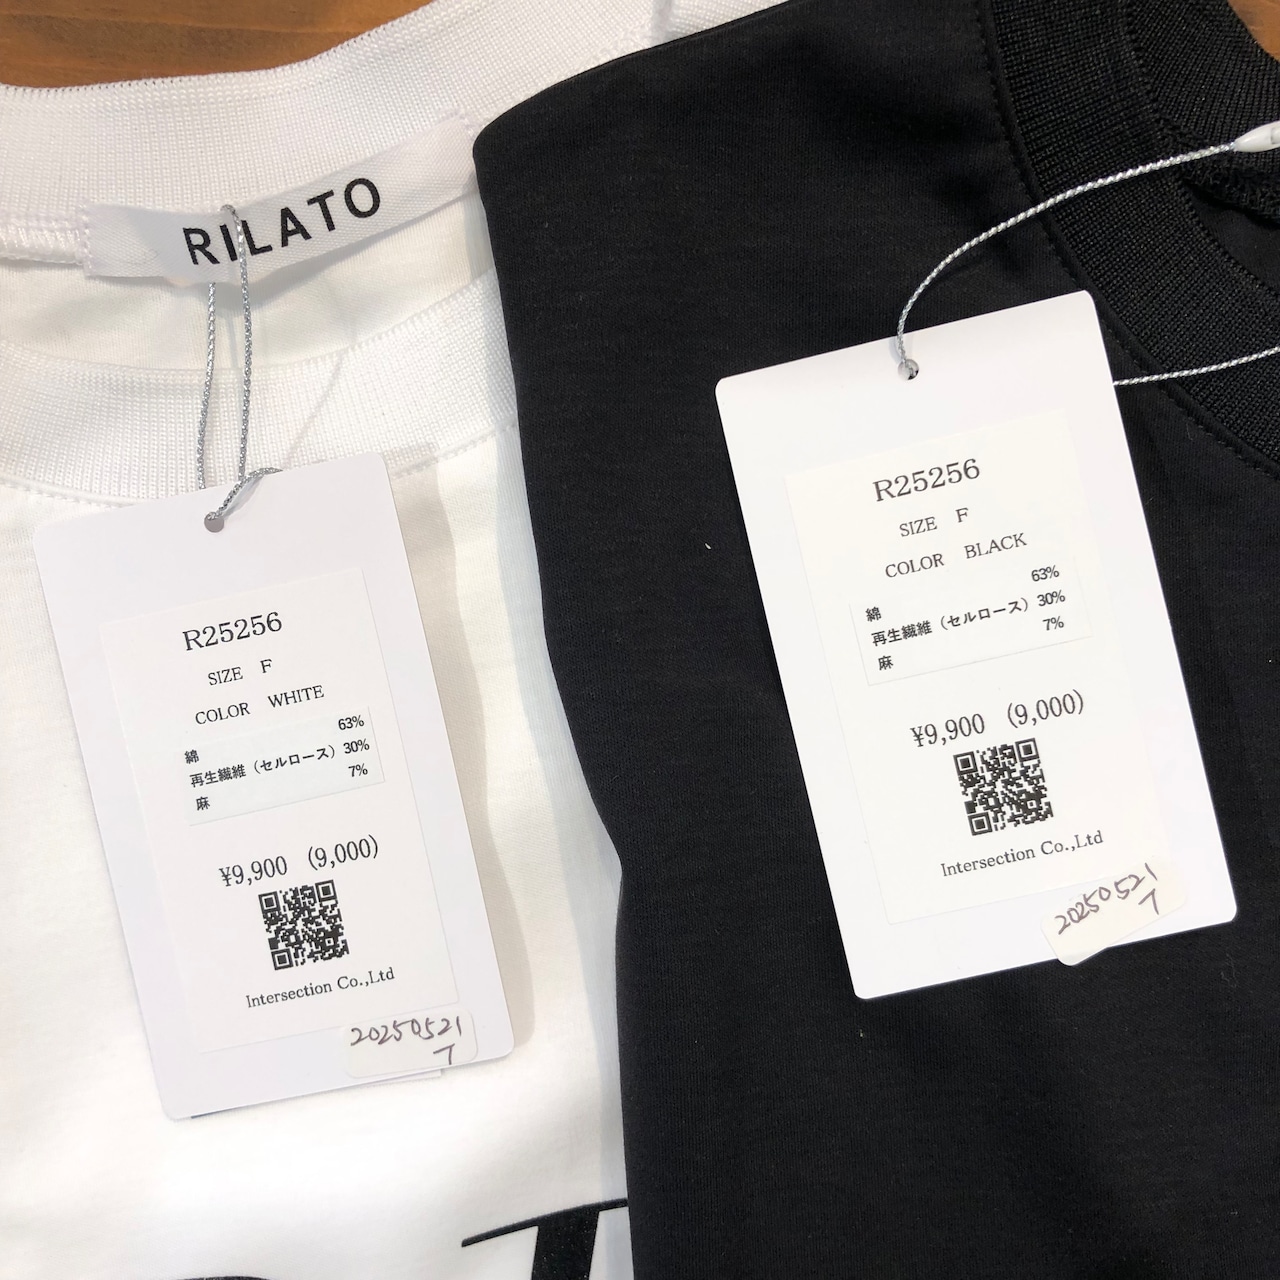 RILATO
R25256
SIZE F
COLOR WHITE
綿 63%
再生繊維（セルロース）30%
麻 7%
¥9,900 (9,000)
Intersection Co.,Ltd
20250521
7
R25256
SIZE F
COLOR BLACK
綿 63%
再生繊維（セルロース）30%
麻 7%
¥9,900 (9,000)
Intersection Co.,Ltd
20250521
7